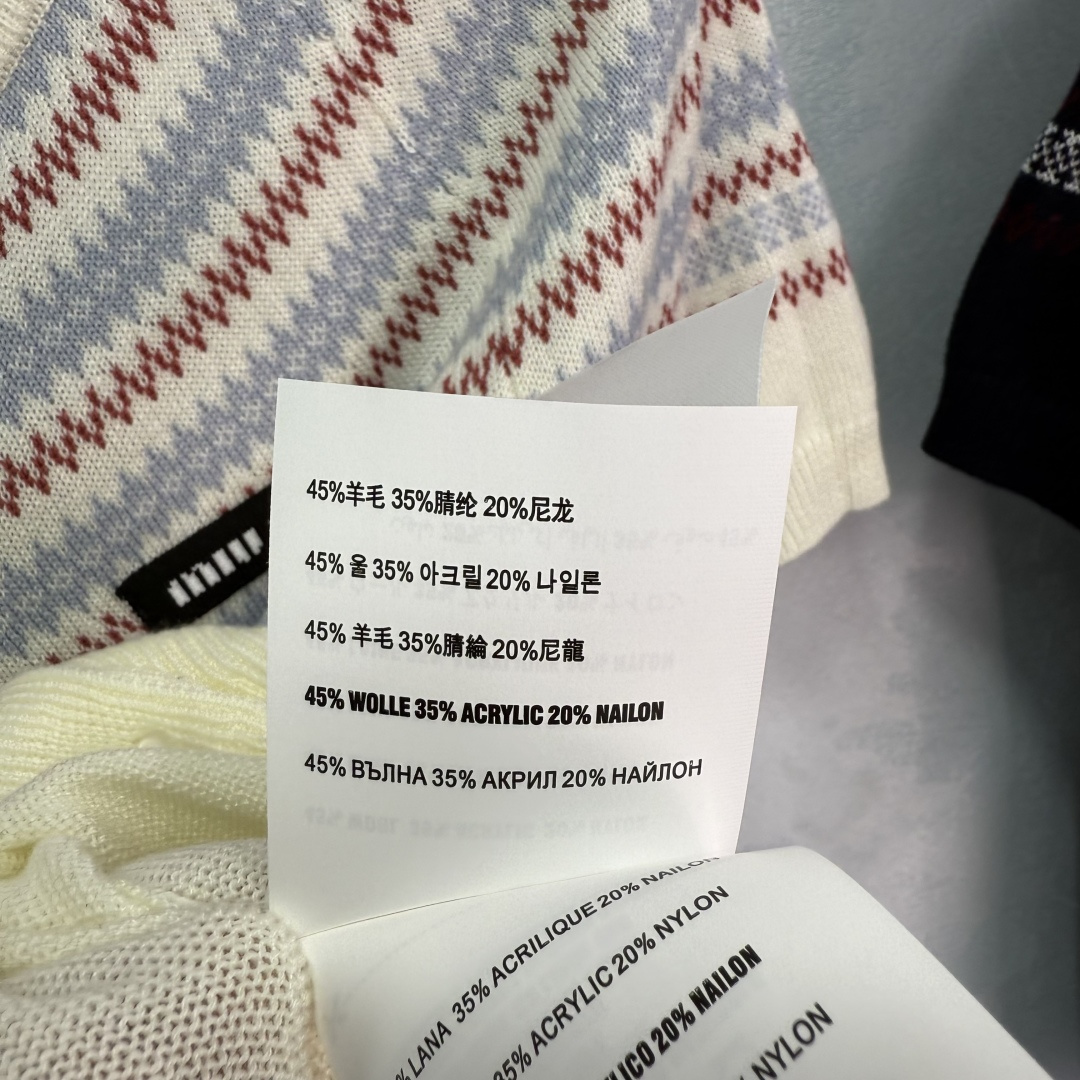 45%羊毛 35%腈纶 20%尼龙
45% 울 35% 아크릴 20% 나일론
45% 羊毛 35%腈綸 20%尼龍
45% WOLLE 35% ACRYLIC 20% NAILON
45% ВЪЛНА 35% АКРИЛ 20% НАЙЛОН
% LANA 35% ACRILIQUE 20% NAILON
35% ACRYLIC 20% NYLON
LICO 20% NAILON
NYLON